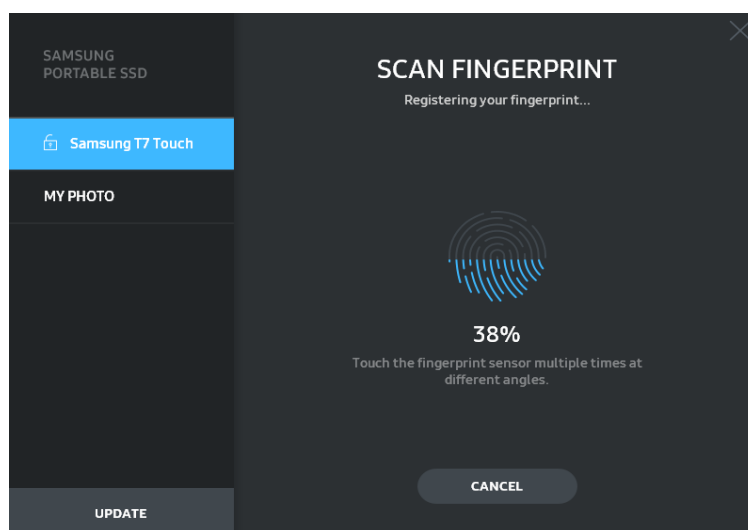 SAMSUNG
PORTABLE SSD
Samsung T7 Touch
MY PHOTO
UPDATE
SCAN FINGERPRINT
Registering your fingerprint...
38%
Touch the fingerprint sensor multiple times at
different angles.
CANCEL